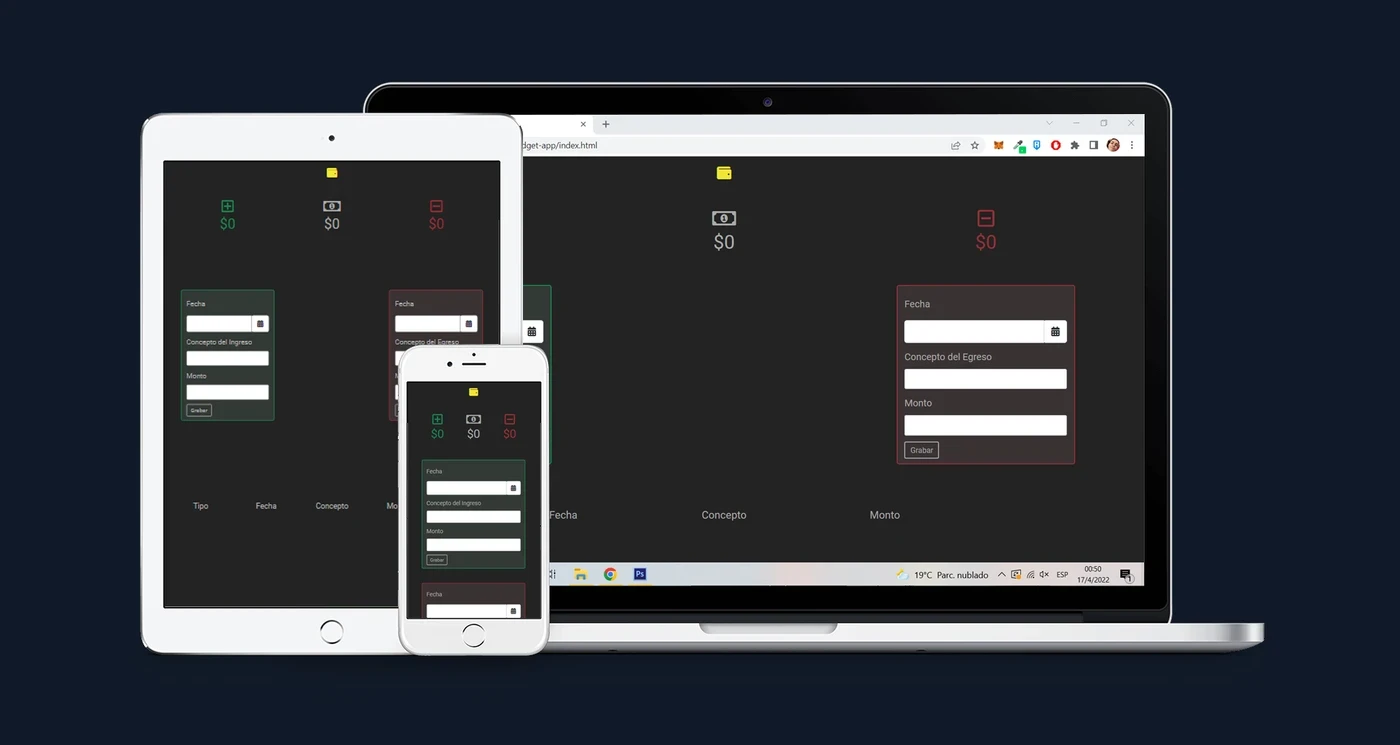 dget-app/index.html
$0
$0
$0
Fecha
Concepto del Ingreso
Monto
Grabar
Fecha
Concepto del Egreso
Tipo
Fecha
Concepto
Mo
$0
$0
$0
Fecha
Concepto del Ingreso
Monto
Grabar
Fecha
$0
$0
Fecha
Concepto del Egreso
Monto
Grabar
Fecha
Concepto
Monto
Ps
19°C Parc. nublado
ESP
00:50
17/4/2022
1